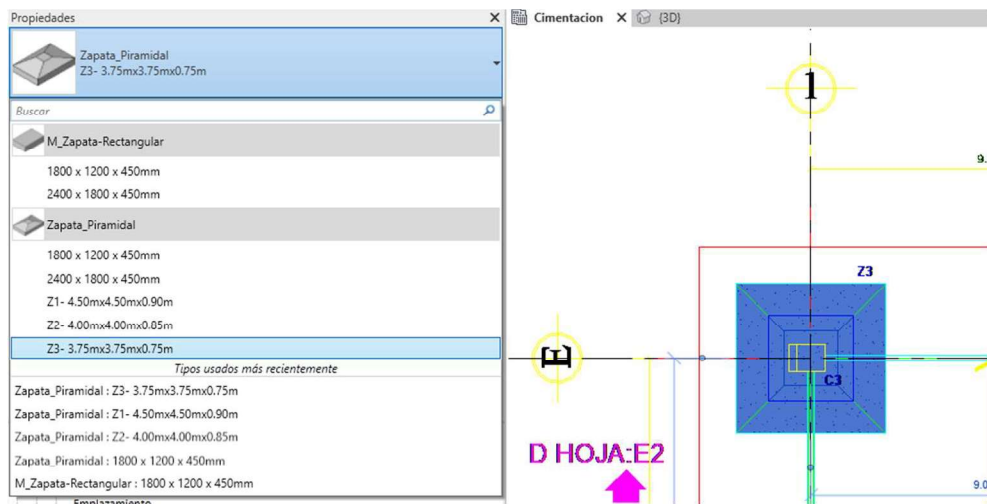 Propiedades
Zapata_Piramidal
Z3- 3.75mx3.75mx0.75m
Buscar
M_Zapata-Rectangular
1800 x 1200 x 450mm
2400 x 1800 x 450mm
Zapata_Piramidal
1800 x 1200 x 450mm
2400 x 1800 x 450mm
Z1- 4.50mx4.50mx0.90m
Z2- 4.00mx4.00mx0.85m
Z3- 3.75mx3.75mx0.75m
Tipos usados más recientemente
Zapata_Piramidal : Z3- 3.75mx3.75mx0.75m
Zapata_Piramidal : Z1- 4.50mx4.50mx0.90m
Zapata_Piramidal : Z2- 4.00mx4.00mx0.85m
Zapata_Piramidal : 1800 x 1200 x 450mm
M_Zapata-Rectangular : 1800 x 1200 x 450mm
Emplazamiento
Cimentacion
{3D}
1
9.
Z3
E
C3
D HOJA:E2
9.0